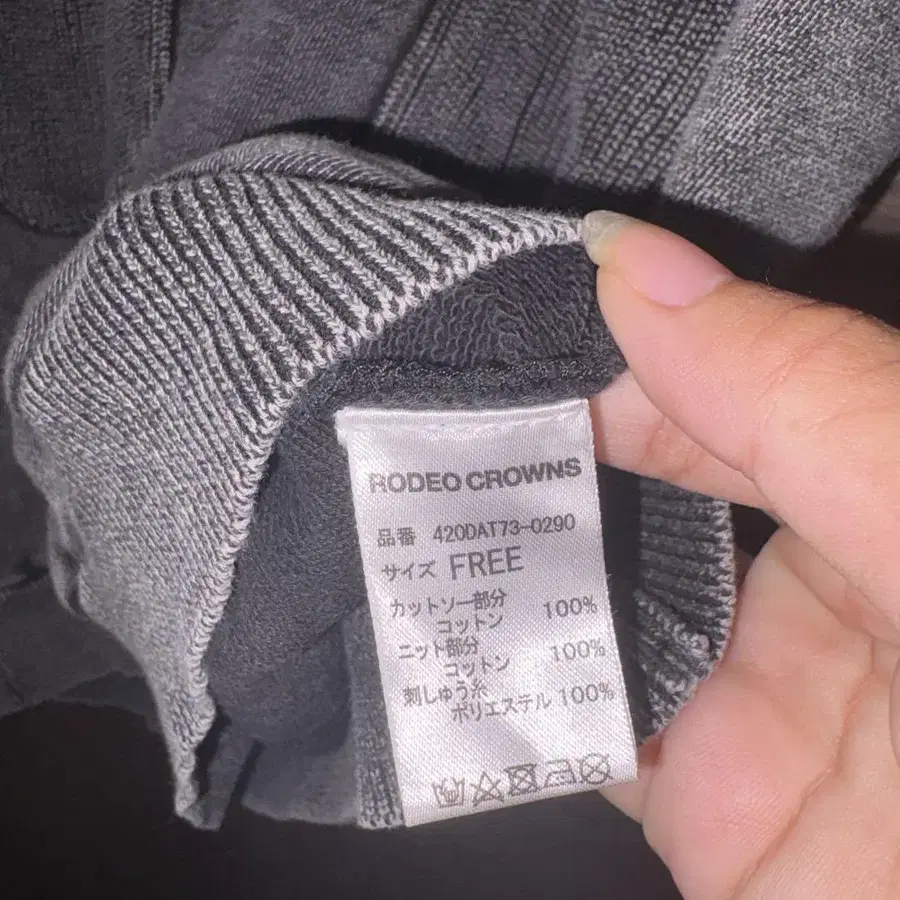 RODEO CROWNS
品番 420DAT73-0290
サイズ FREE
カットソー部分
コットン 100%
ニット部分
コットン 100%
刺しゅう糸
ポリエステル 100%